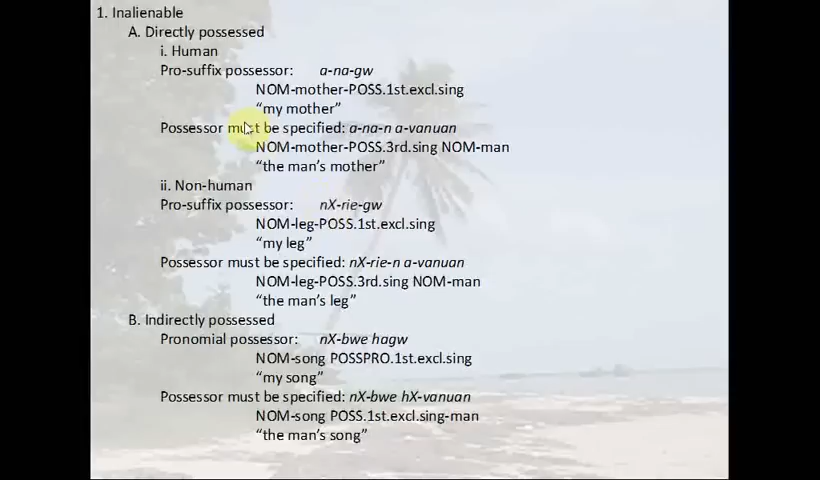 1. Inalienable
A. Directly possessed
i. Human
Pro-suffix possessor: a-na-gw
NOM-mother-POSS.1st.excl.sing
“my mother”
Possessor must be specified: a-na-n a-vanuan
NOM-mother-POSS.3rd.sing NOM-man
“the man’s mother”
ii. Non-human
Pro-suffix possessor: nX-rie-gw
NOM-leg-POSS.1st.excl.sing
“my leg”
Possessor must be specified: nX-rie-n a-vanuan
NOM-leg-POSS.3rd.sing NOM-man
“the man’s leg”
B. Indirectly possessed
Pronomial possessor: nX-bwe hagw
NOM-song POSSPRO.1st.excl.sing
“my song”
Possessor must be specified: nX-bwe hX-vanuan
NOM-song POSS.1st.excl.sing-man
“the man’s song”